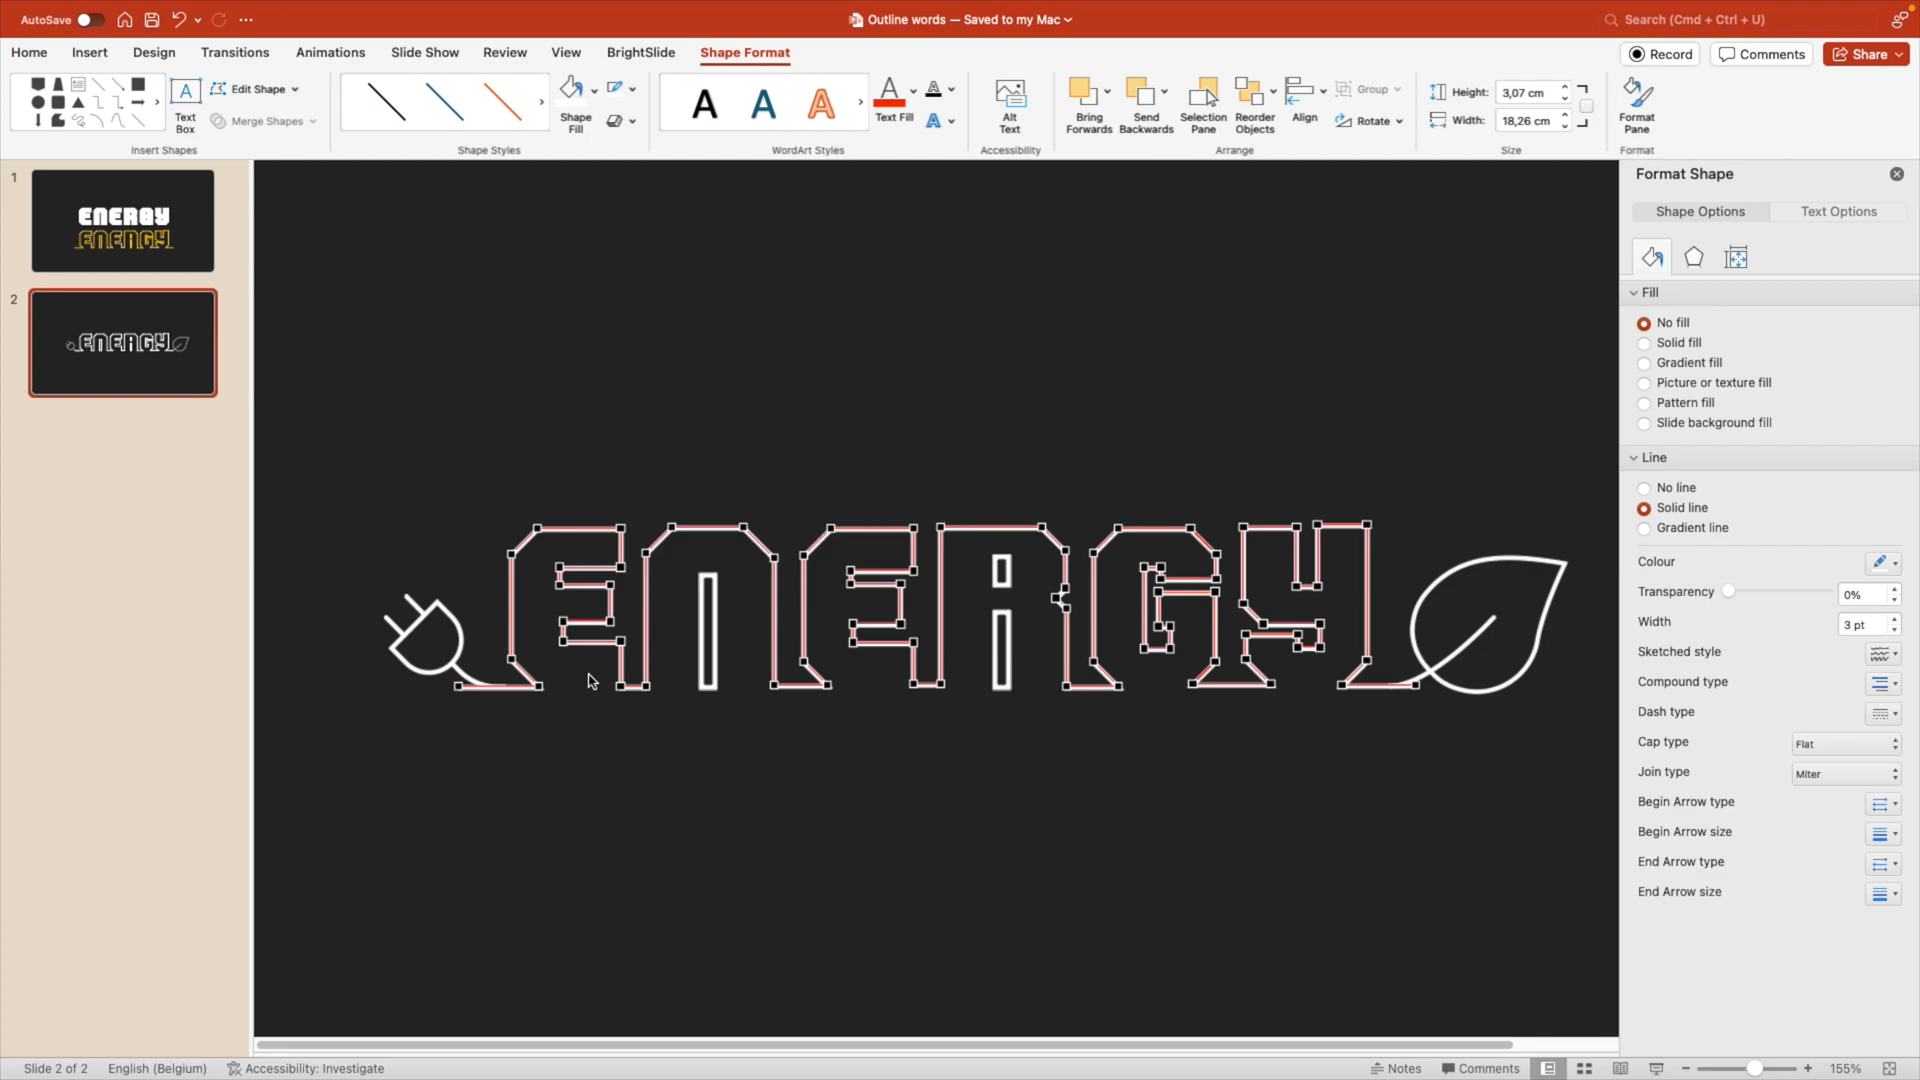 AutoSave
Outline words — Saved to my Mac
Search (Cmd + Ctrl + U)
Home Insert Design Transitions Animations Slide Show Review View BrightSlide Shape Format
Record Comments Share
Text Box
Edit Shape
Merge Shapes
Insert Shapes
Shape Fill
Shape Styles
A A A
WordArt Styles
Text Fill
Alt Text
Accessibility
Bring Forwards
Send Backwards
Selection Pane
Reorder Objects
Align
Group
Rotate
Arrange
Height: 3,07 cm
Width: 18,26 cm
Size
Format Pane
Format
1
ENERGY
ENERGY
2
ENERGY
ENERGY
Format Shape
Shape Options Text Options
Fill
No fill
Solid fill
Gradient fill
Picture or texture fill
Pattern fill
Slide background fill
Line
No line
Solid line
Gradient line
Colour
Transparency 0%
Width 3 pt
Sketched style
Compound type
Dash type
Cap type Flat
Join type Miter
Begin Arrow type
Begin Arrow size
End Arrow type
End Arrow size
Slide 2 of 2 English (Belgium) Accessibility: Investigate
Notes Comments 155%